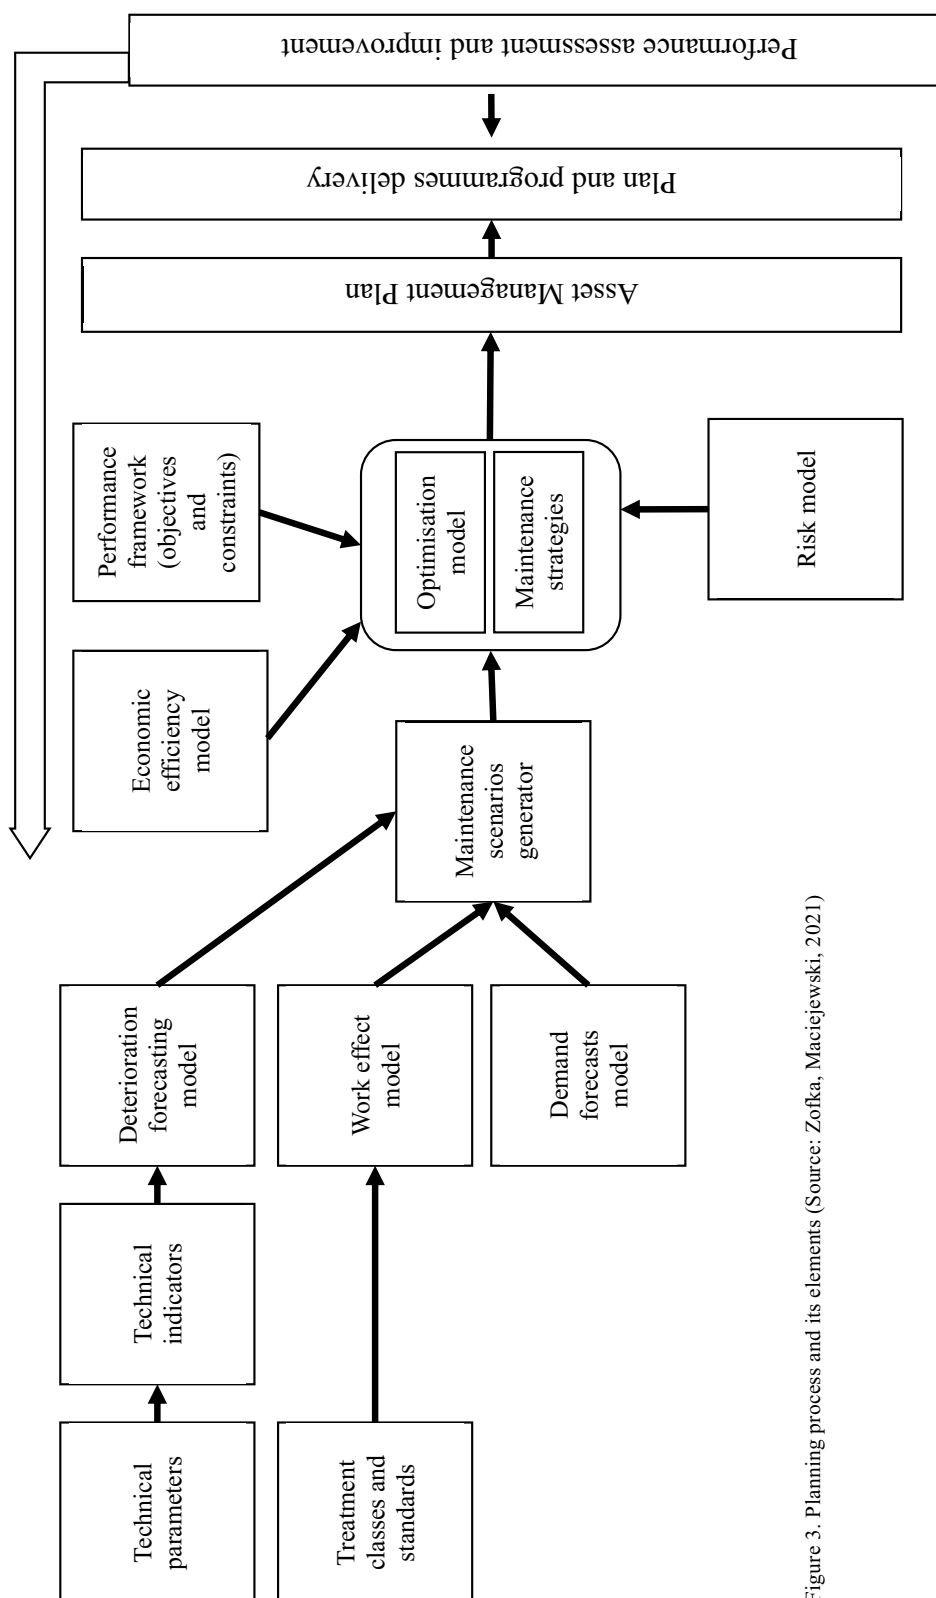 Technical
parameters
Technical
indicators
Deterioration
forecasting
model
Treatment
classes and
standards
Work effect
model
Demand
forecasts
model
Maintenance
scenarios
generator
Economic
efficiency
model
Performance
framework
(objectives
and
constraints)
Optimisation
model
Maintenance
strategies
Risk model
Asset Management Plan
Plan and programmes delivery
Performance assessment and improvement
Figure 3. Planning process and its elements (Source: Zofka, Maciejewski, 2021)